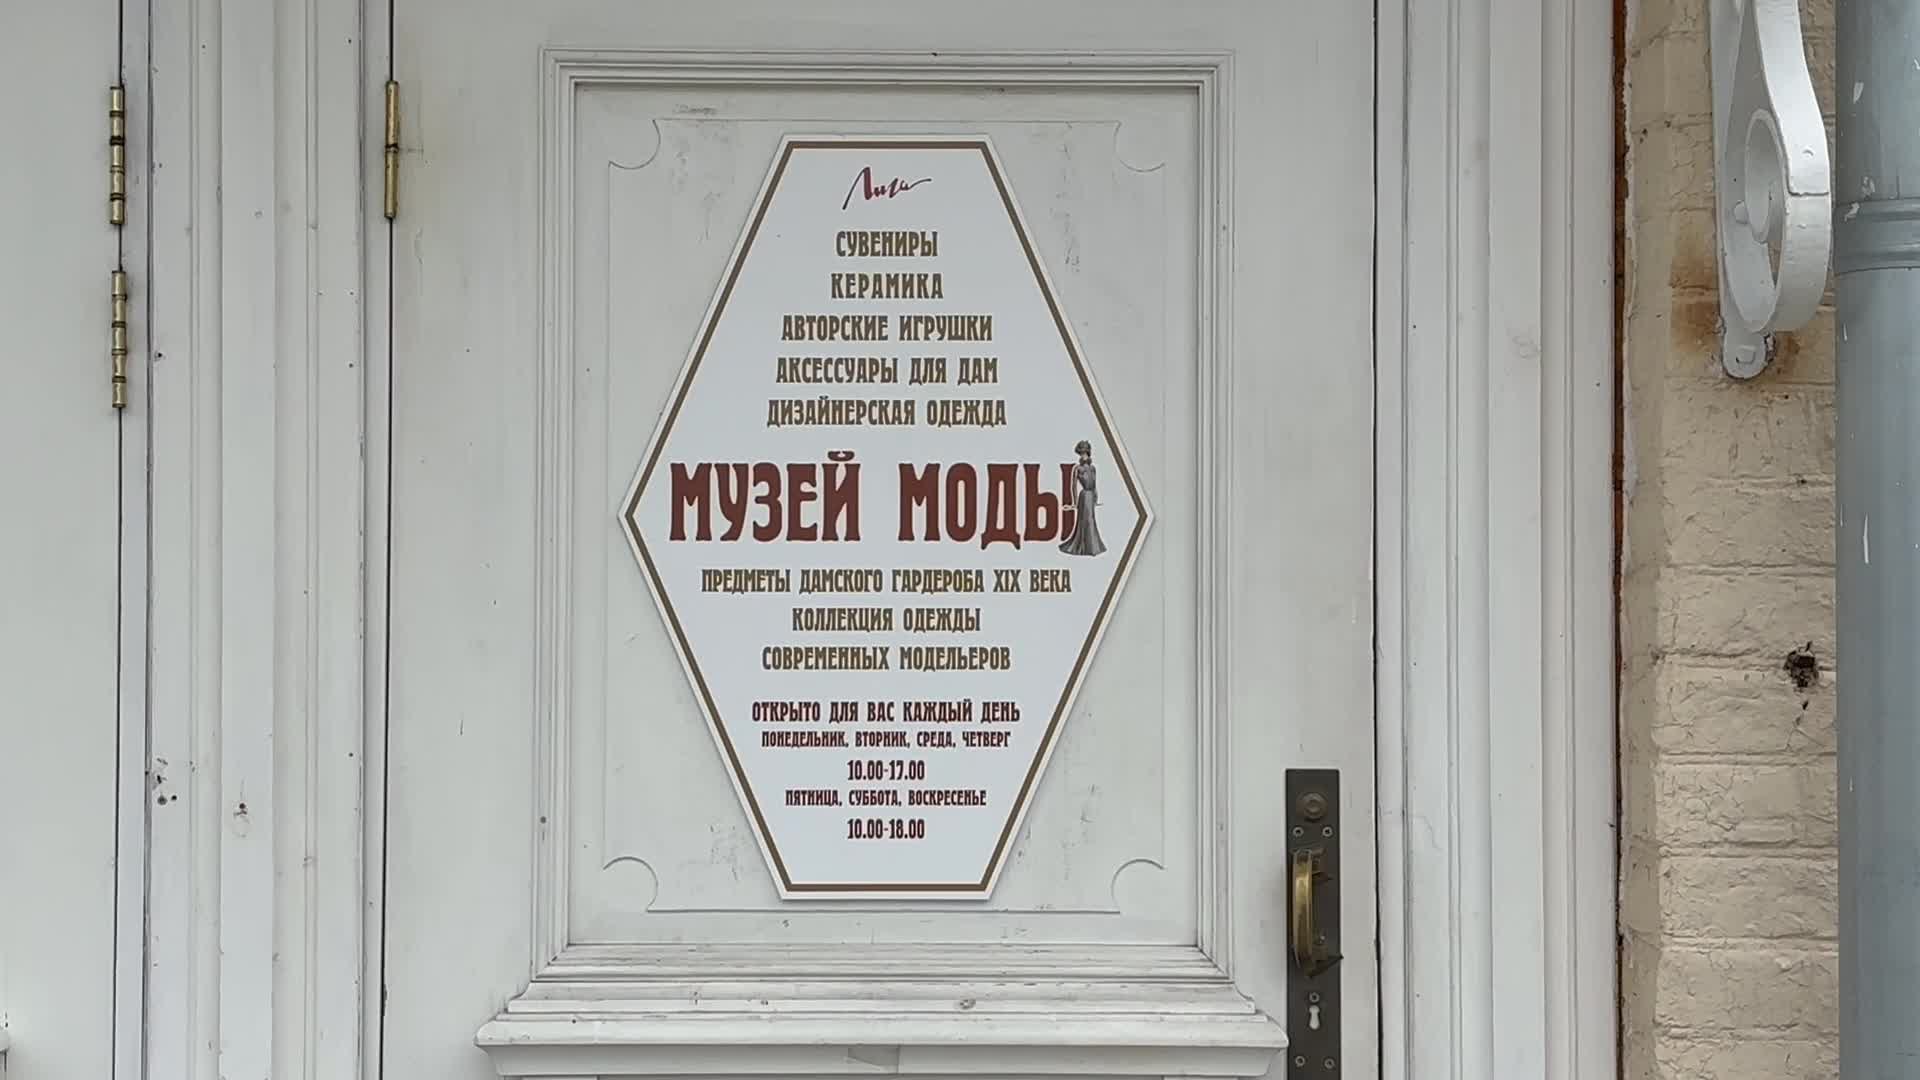 Лига
СУВЕНИРЫ
КЕРАМИКА
АВТОРСКИЕ ИГРУШКИ
АКСЕССУАРЫ ДЛЯ ДАМ
ДИЗАЙНЕРСКАЯ ОДЕЖДА
МУЗЕЙ МОДЫ
ПРЕДМЕТЫ ДАМСКОГО ГАРДЕРОБА XIX ВЕКА
КОЛЛЕКЦИЯ ОДЕЖДЫ
СОВРЕМЕННЫХ МОДЕЛЬЕРОВ
ОТКРЫТО ДЛЯ ВАС КАЖДЫЙ ДЕНЬ
ПОНЕДЕЛЬНИК, ВТОРНИК, СРЕДА, ЧЕТВЕРГ
10.00-17.00
ПЯТНИЦА, СУББОТА, ВОСКРЕСЕНЬЕ
10.00-18.00